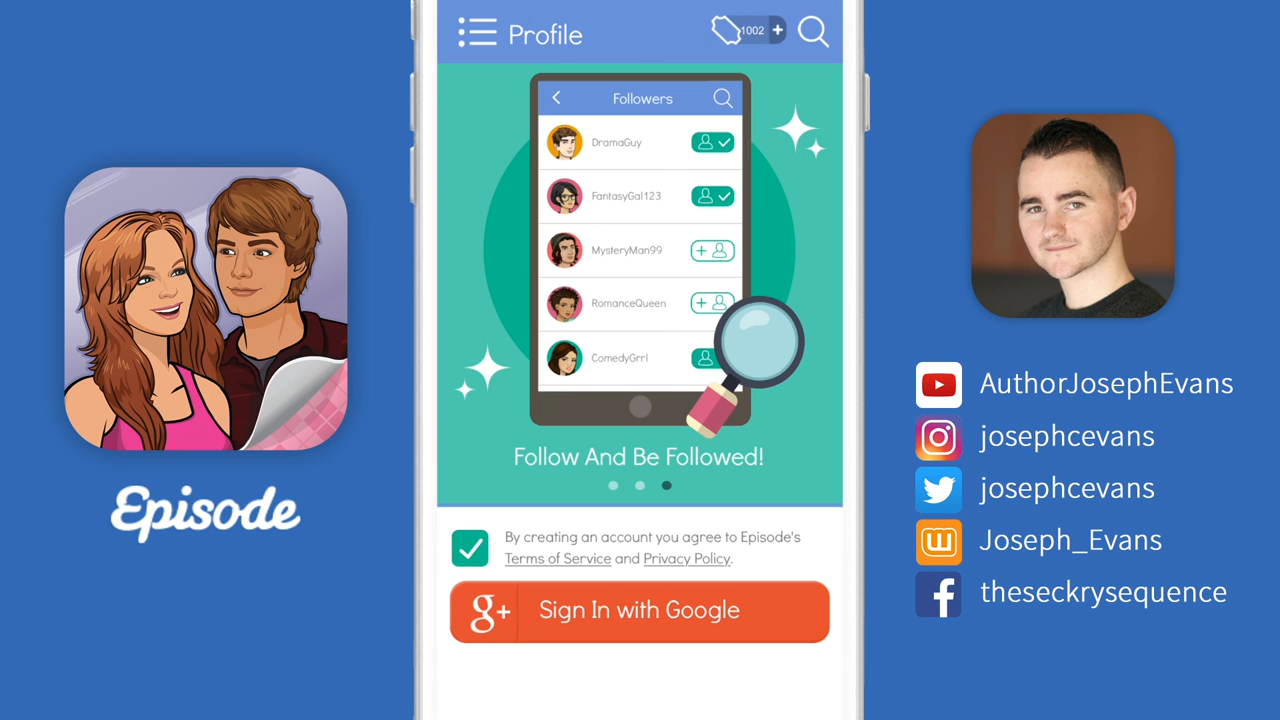 Episode
Profile
1002 +
Followers
DramaGuy
FantasyGal123
MysteryMan99
RomanceQueen
ComedyGrrl
Follow And Be Followed!
By creating an account you agree to Episode's
Terms of Service and Privacy Policy.
g+ Sign In with Google
AuthorJosephEvans
josephcevans
josephcevans
Joseph_Evans
theseckrysequence